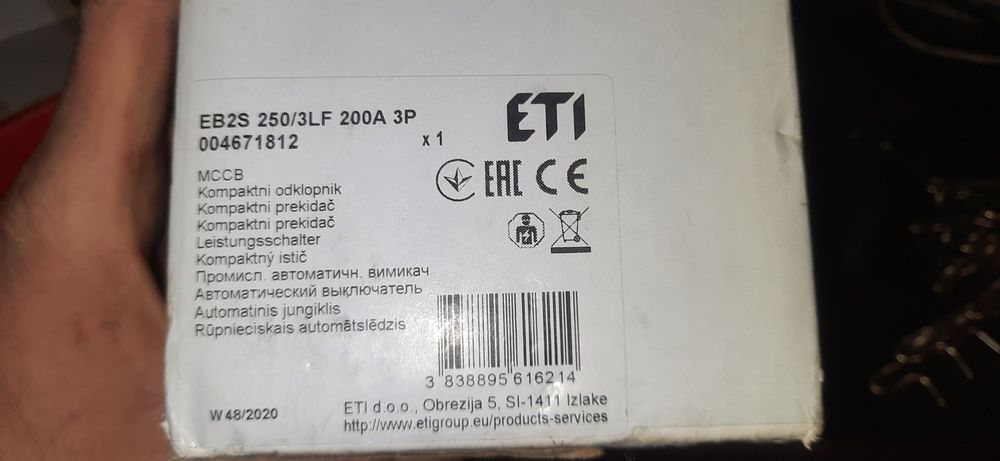 EB2S 250/3LF 200A 3P
004671812 x 1
ETI
MCCB
Kompaktni odklopnik
Kompaktni prekidač
Kompaktni prekidač
Leistungsschalter
Kompaktný istič
Промисл. автоматичн. вимикач
Автоматический выключатель
Automatinis jungiklis
Rūpnieciskais automātslēdzis
EAC CE
3 838895 616214
W 48/2020
ETI d.o.o., Obrezija 5, SI-1411 Izlake
http://www.etigroup.eu/products-services